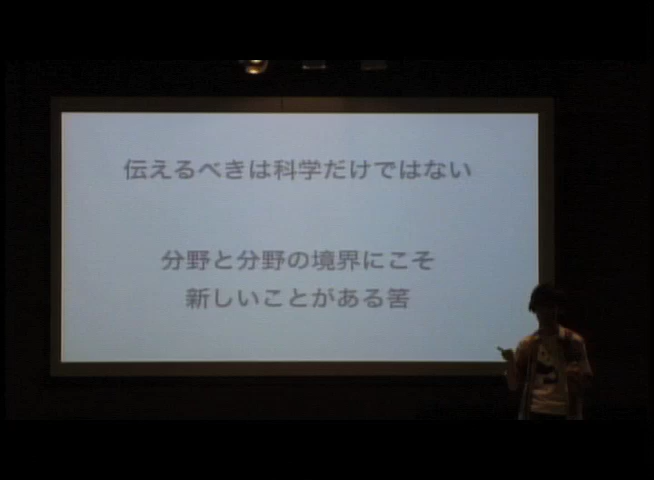 伝えるべきは科学だけではない
分野と分野の境界にこそ
新しいことがある筈